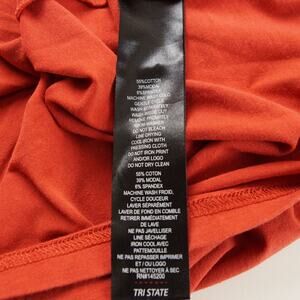 55%COTTON
39%MODAL
6%SPANDEX
MACHINE WASH COLD,
GENTLE CYCLE
WASH SEPARATELY
WASH INSIDE OUT
REMOVE PROMPTLY
FROM WASHER
DO NOT BLEACH
LINE DRYING
COOL IRON WITH
PRESSING CLOTH
DO NOT IRON PRINT
AND/OR LOGO
DO NOT DRY CLEAN
55% COTON
39% MODAL
6% SPANDEX
MACHINE WASH FROID,
CYCLE DOUCEUR
LAVER SÉPARÉMENT
LAVER DE FOND EN COMBLE
RETIRER IMMÉDIATEMENT
DE LAVE
NE PAS JAVELLISER
LINE SÉCHAGE
IRON COOL AVEC
PATTEMOUILLE
NE PAS REPASSER IMPRIMER
ET / OU LOGO
NE PAS NETTOYER À SEC
RN#145200
TRI STATE